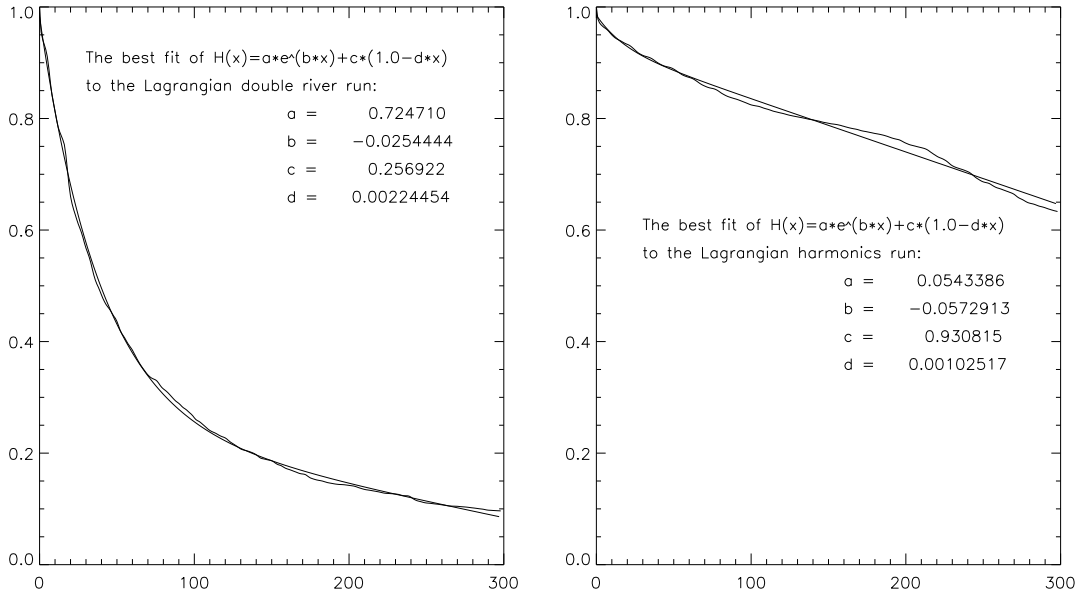 1.0
0.8
0.6
0.4
0.2
0.0
0 100 200 300
The best fit of H(x)=a*e^(b*x)+c*(1.0−d*x)
to the Lagrangian double river run:
a = 0.724710
b = −0.0254444
c = 0.256922
d = 0.00224454
1.0
0.8
0.6
0.4
0.2
0.0
0 100 200 300
The best fit of H(x)=a*e^(b*x)+c*(1.0−d*x)
to the Lagrangian harmonics run:
a = 0.0543386
b = −0.0572913
c = 0.930815
d = 0.00102517